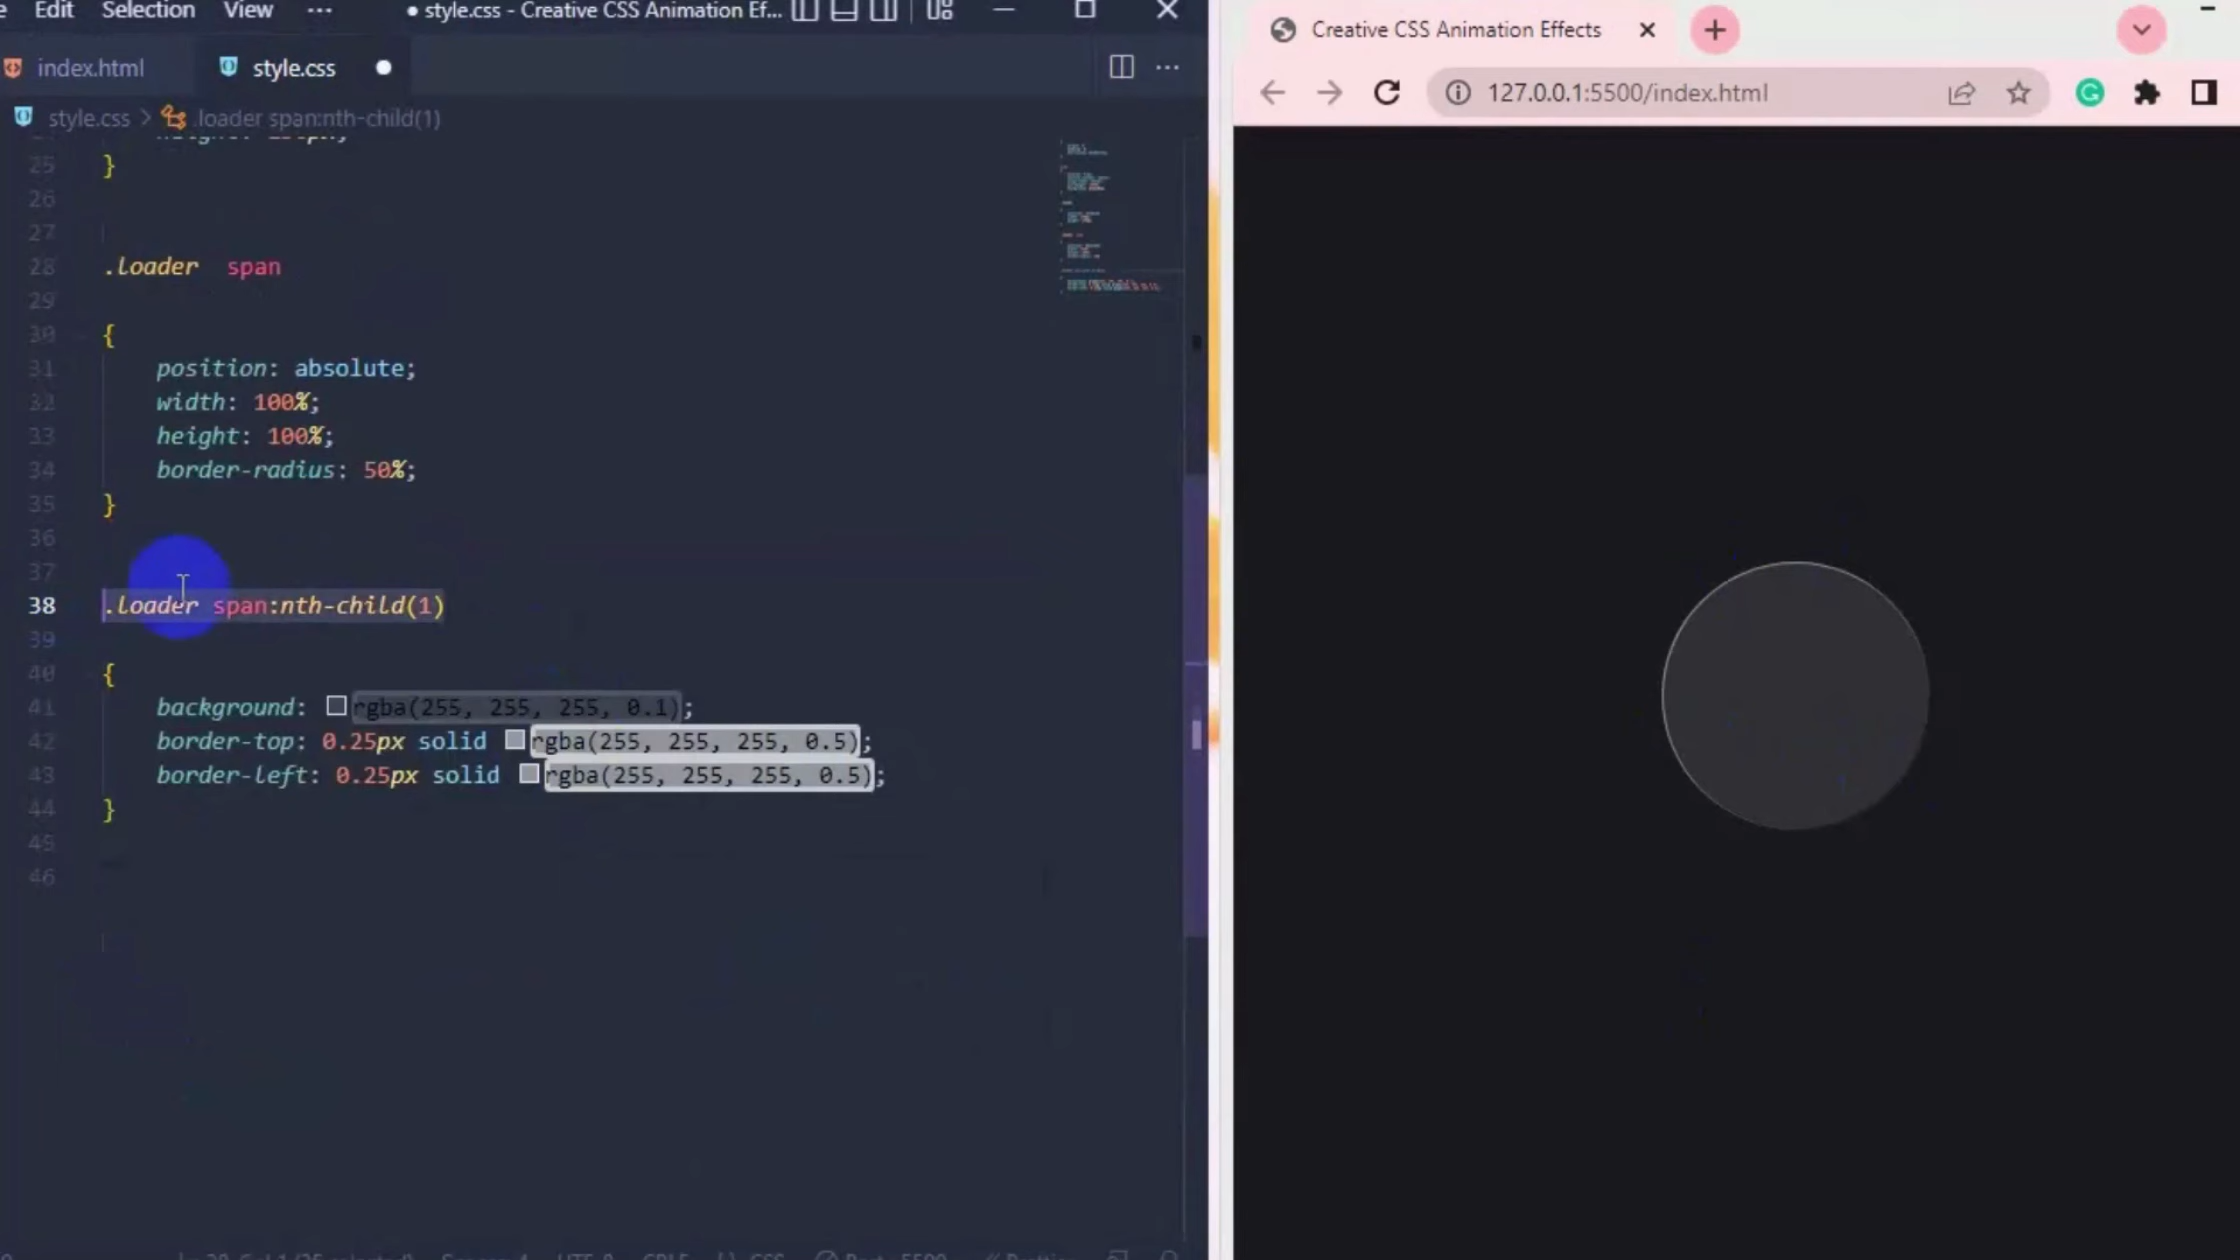 Edit Selection View ··· ● style.css - Creative CSS Animation Ef...
index.html style.css
style.css > .loader span:nth-child(1)
25 }
26
27
28 .loader  span
29
30 {
31 position: absolute;
32 width: 100%;
33 height: 100%;
34 border-radius: 50%;
35 }
36
37
38 .loader span:nth-child(1)
39
40 {
41 background: rgba(255, 255, 255, 0.1);
42 border-top: 0.25px solid rgba(255, 255, 255, 0.5);
43 border-left: 0.25px solid rgba(255, 255, 255, 0.5);
44 }
45
46
Creative CSS Animation Effects
127.0.0.1:5500/index.html